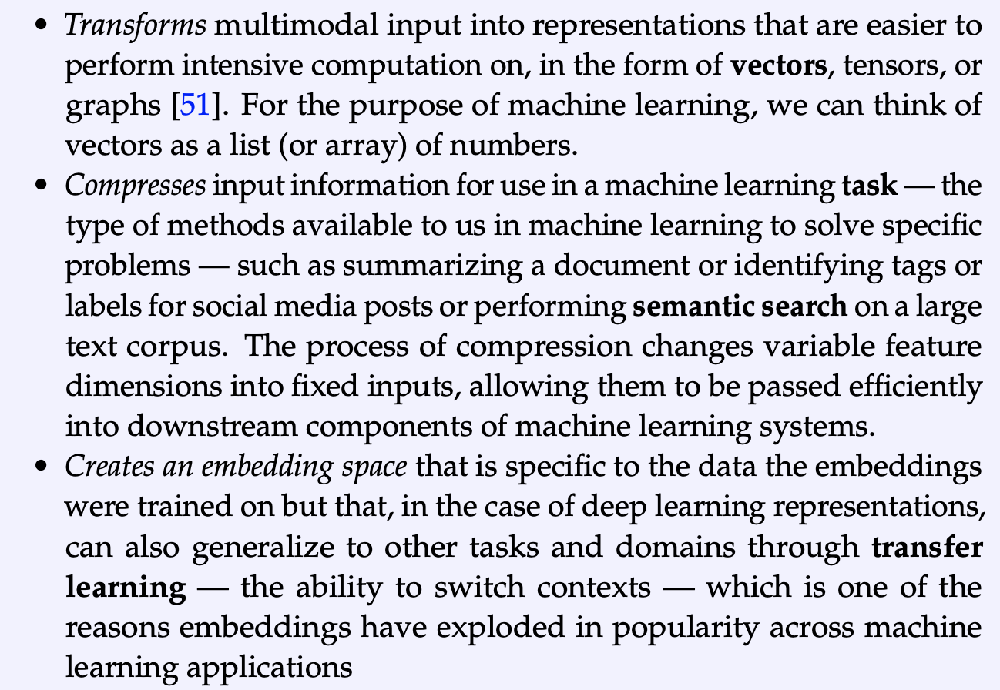 • Transforms multimodal input into representations that are easier to
perform intensive computation on, in the form of vectors, tensors, or
graphs [51]. For the purpose of machine learning, we can think of
vectors as a list (or array) of numbers.
• Compresses input information for use in a machine learning task — the
type of methods available to us in machine learning to solve specific
problems — such as summarizing a document or identifying tags or
labels for social media posts or performing semantic search on a large
text corpus. The process of compression changes variable feature
dimensions into fixed inputs, allowing them to be passed efficiently
into downstream components of machine learning systems.
• Creates an embedding space that is specific to the data the embeddings
were trained on but that, in the case of deep learning representations,
can also generalize to other tasks and domains through transfer
learning — the ability to switch contexts — which is one of the
reasons embeddings have exploded in popularity across machine
learning applications